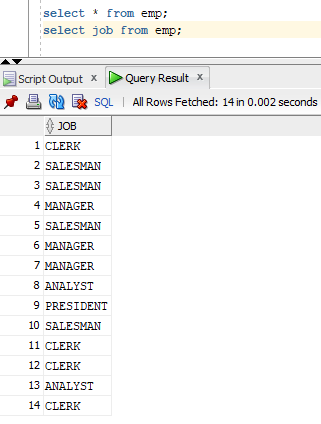 select * from emp;
select job from emp;
Script Output x Query Result x
SQL | All Rows Fetched: 14 in 0.002 seconds
JOB
1 CLERK
2 SALESMAN
3 SALESMAN
4 MANAGER
5 SALESMAN
6 MANAGER
7 MANAGER
8 ANALYST
9 PRESIDENT
10 SALESMAN
11 CLERK
12 CLERK
13 ANALYST
14 CLERK